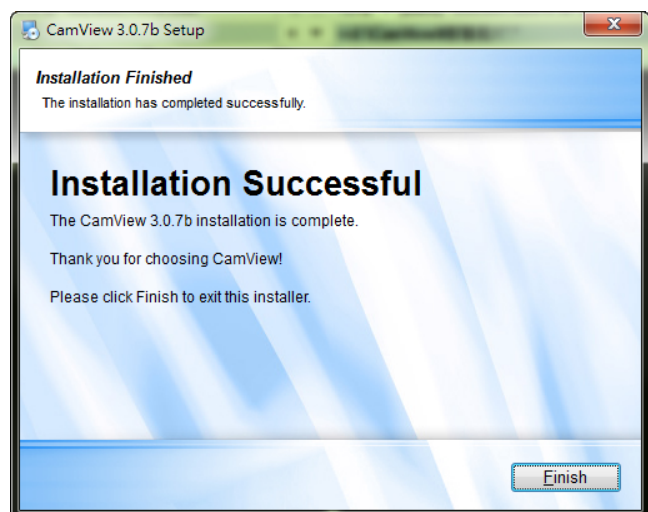 CamView 3.0.7b Setup
Installation Finished
The installation has completed successfully.
Installation Successful
The CamView 3.0.7b installation is complete.
Thank you for choosing CamView!
Please click Finish to exit this installer.
Finish